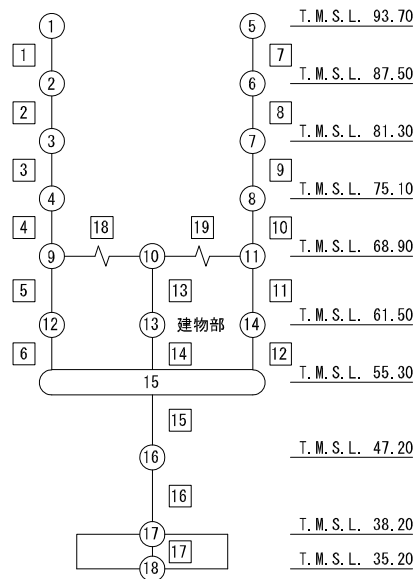 1 5 T.M.S.L. 93.70
1 7
2 6 T.M.S.L. 87.50
2 8
3 7 T.M.S.L. 81.30
3 9
4 8 T.M.S.L. 75.10
4 18 19 10
9 10 11 T.M.S.L. 68.90
5 13 11
12 13 建物部 14 T.M.S.L. 61.50
6 14 12
15 T.M.S.L. 55.30
15
16 T.M.S.L. 47.20
16
17 T.M.S.L. 38.20
17
18 T.M.S.L. 35.20